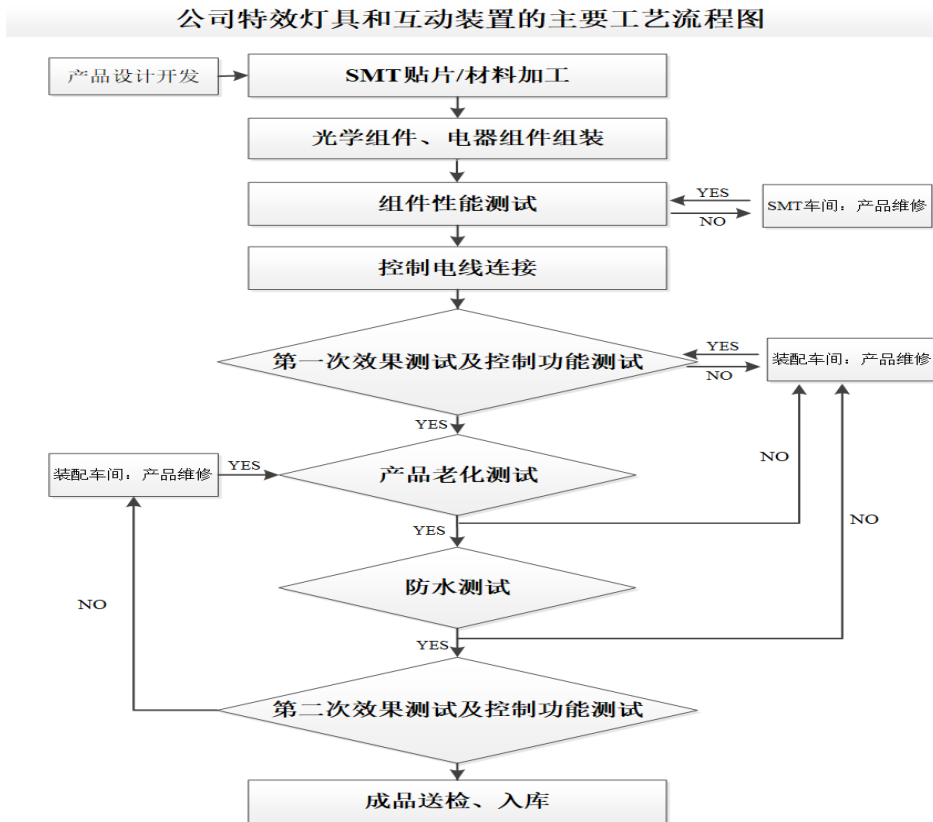 公司特效灯具和互动装置的主要工艺流程图
产品设计开发
SMT贴片/材料加工
光学组件、电器组件组装
组件性能测试
YES
NO
SMT车间：产品维修
控制电线连接
第一次效果测试及控制功能测试
YES
NO
装配车间：产品维修
YES
装配车间：产品维修
YES
产品老化测试
NO
YES
NO
防水测试
NO
YES
第二次效果测试及控制功能测试
成品送检、入库